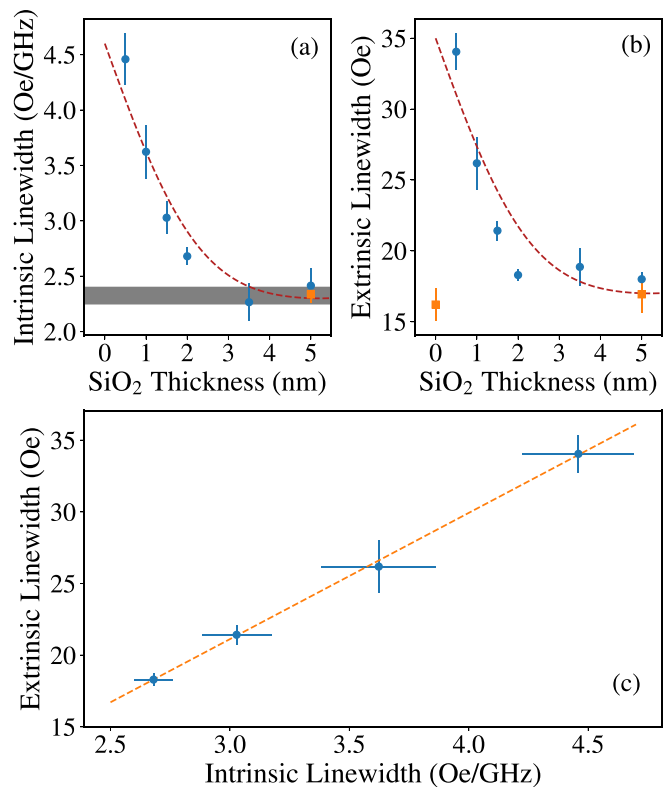 (a)
Intrinsic Linewidth (Oe/GHz)
4.5
4.0
3.5
3.0
2.5
2.0
0 1 2 3 4 5
SiO₂ Thickness (nm)
(b)
Extrinsic Linewidth (Oe)
35
30
25
20
15
0 1 2 3 4 5
SiO₂ Thickness (nm)
Extrinsic Linewidth (Oe)
35
30
25
20
15
(c)
2.5 3.0 3.5 4.0 4.5
Intrinsic Linewidth (Oe/GHz)